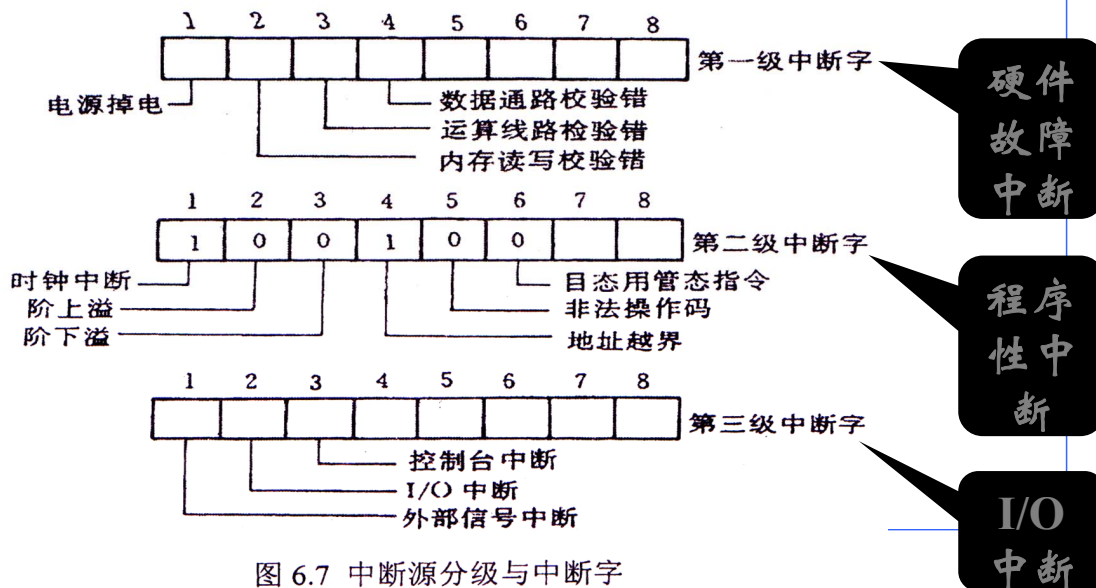 1 2 3 4 5 6 7 8
第一级中断字
电源掉电
数据通路校验错
运算线路检验错
内存读写校验错
硬件
故障
中断
1 2 3 4 5 6 7 8
1 0 0 1 0 0
第二级中断字
时钟中断
阶上溢
阶下溢
目态用管态指令
非法操作码
地址越界
程序
性中
断
1 2 3 4 5 6 7 8
第三级中断字
控制台中断
I/O 中断
外部信号中断
I/O
中断
图 6.7 中断源分级与中断字